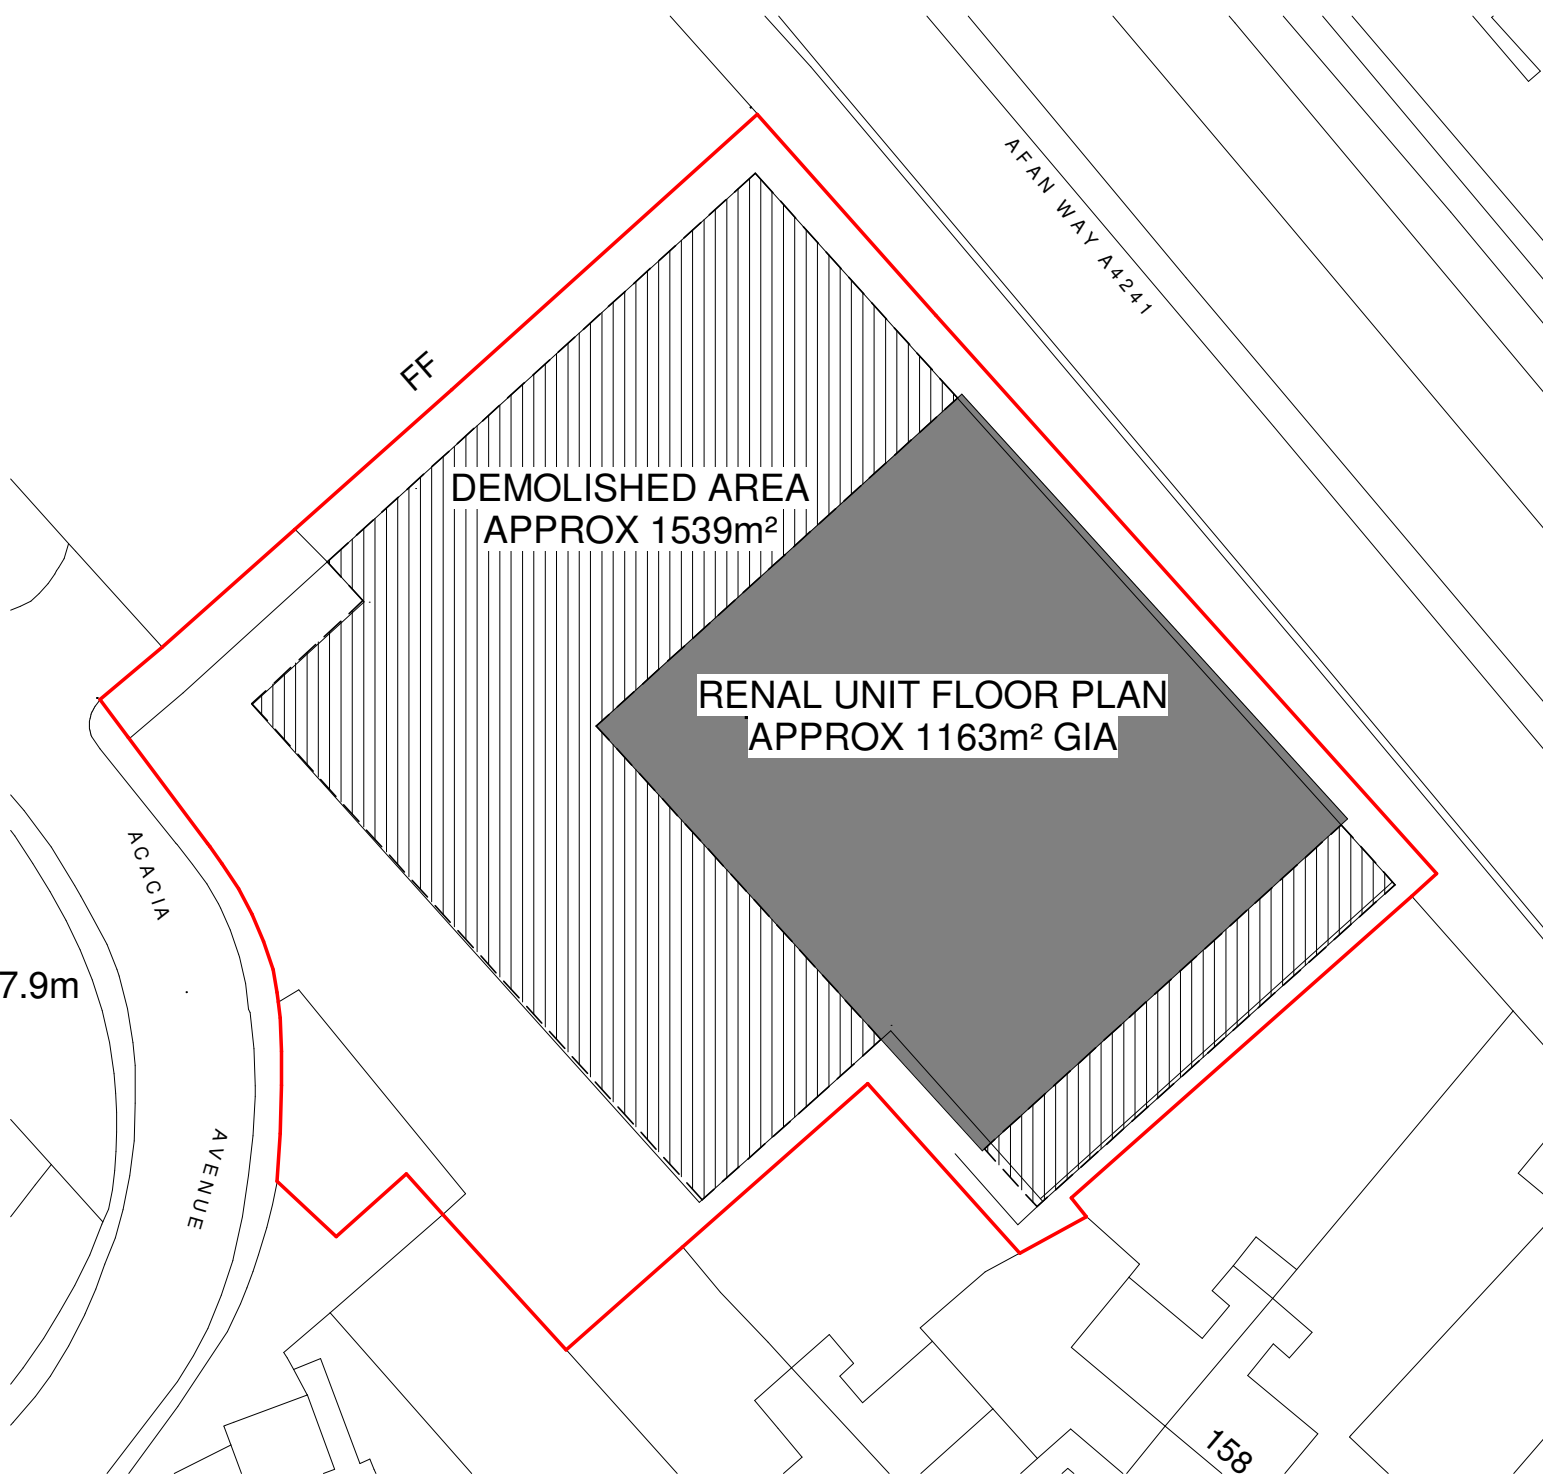 AFAN WAY A4241
FF
DEMOLISHED AREA
APPROX 1539m²
RENAL UNIT FLOOR PLAN
APPROX 1163m² GIA
ACACIA
7.9m
AVENUE
158